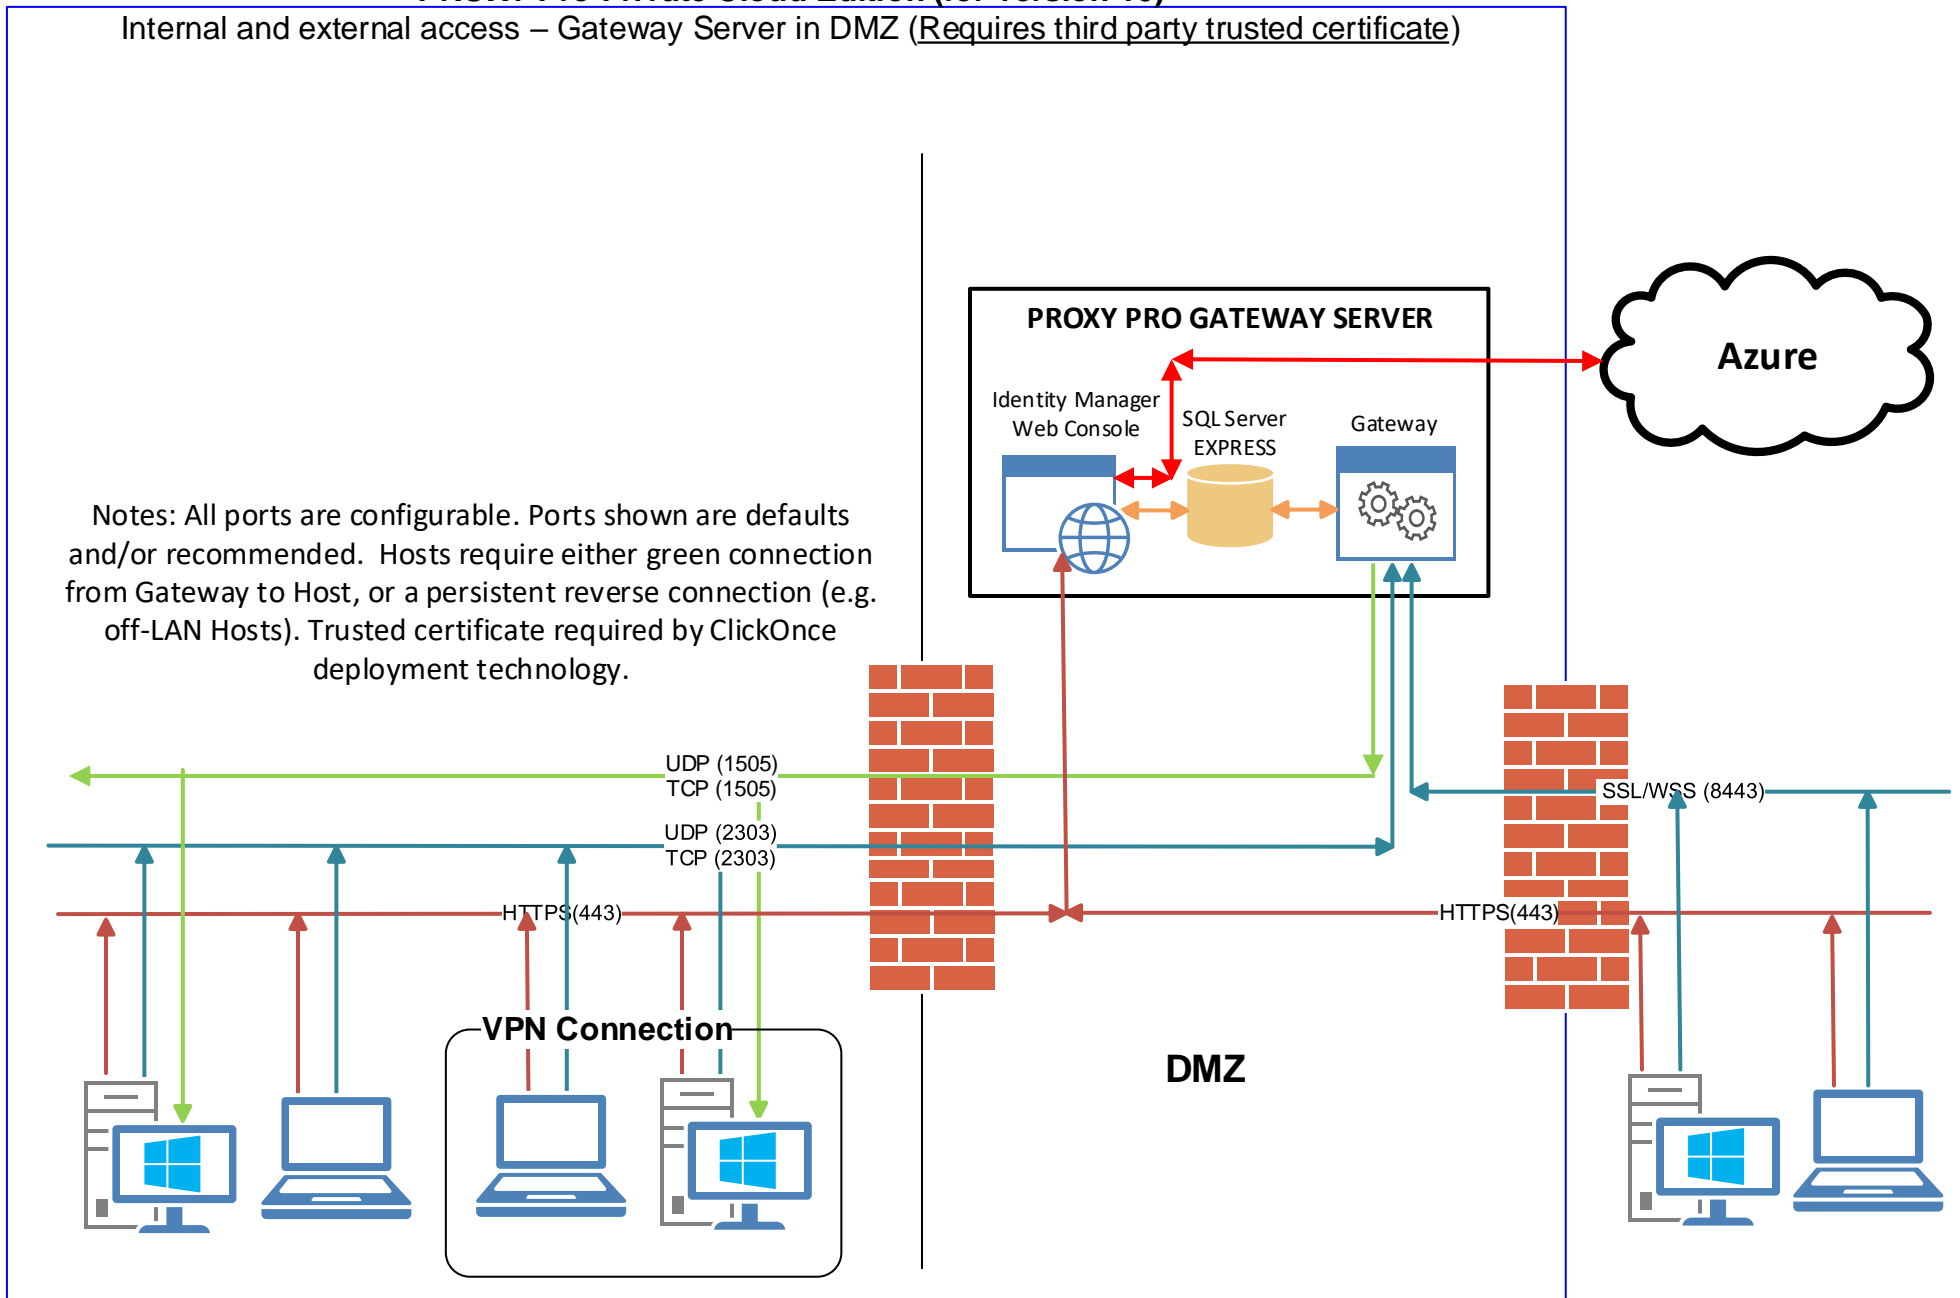 Internal and external access – Gateway Server in DMZ (Requires third party trusted certificate)
PROXY PRO GATEWAY SERVER
Azure
Identity Manager
Web Console
SQL Server
EXPRESS
Gateway
Notes: All ports are configurable. Ports shown are defaults
and/or recommended.  Hosts require either green connection
from Gateway to Host, or a persistent reverse connection (e.g.
off-LAN Hosts). Trusted certificate required by ClickOnce
deployment technology.
UDP (1505)
TCP (1505)
SSL/WSS (8443)
UDP (2303)
TCP (2303)
HTTPS(443)
HTTPS(443)
VPN Connection
DMZ